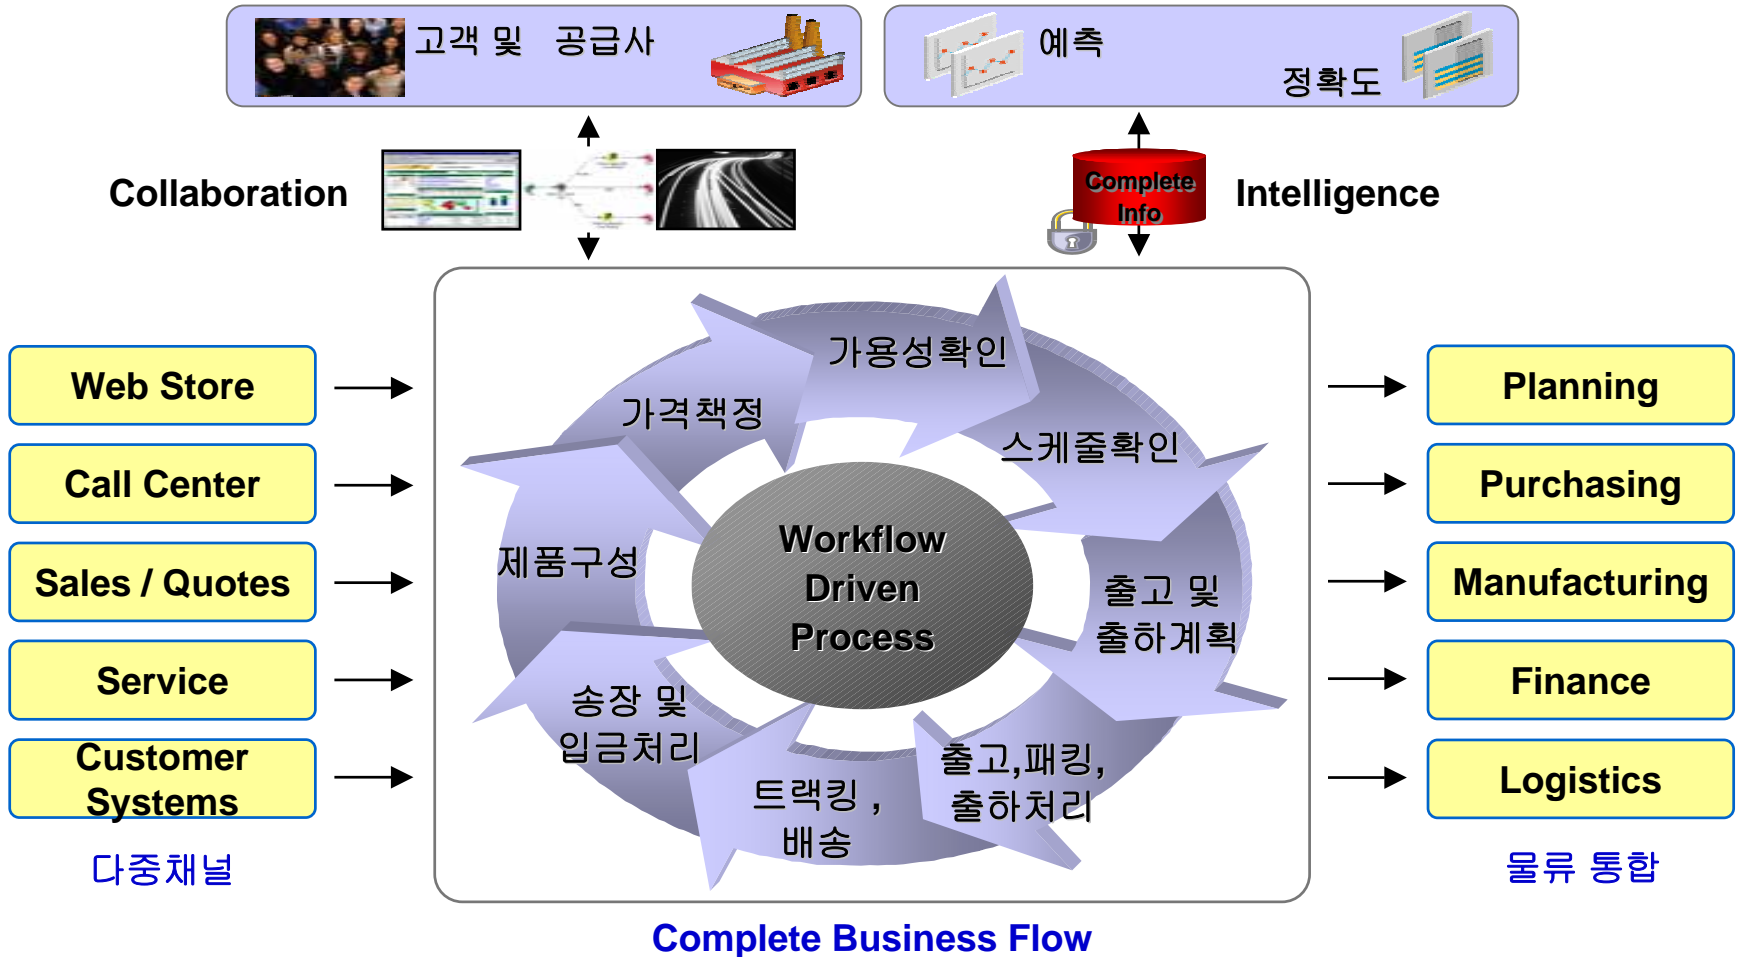 고객 및 공급사
예측
정확도
Collaboration
Complete
Info
Intelligence
Web Store
Call Center
Sales / Quotes
Service
Customer
Systems
다중채널
가용성확인
가격책정
스케줄확인
제품구성
Workflow
Driven
Process
출고 및
출하계획
송장 및
입금처리
출고,패킹,
출하처리
트랙킹 ,
배송
Planning
Purchasing
Manufacturing
Finance
Logistics
물류 통합
Complete Business Flow